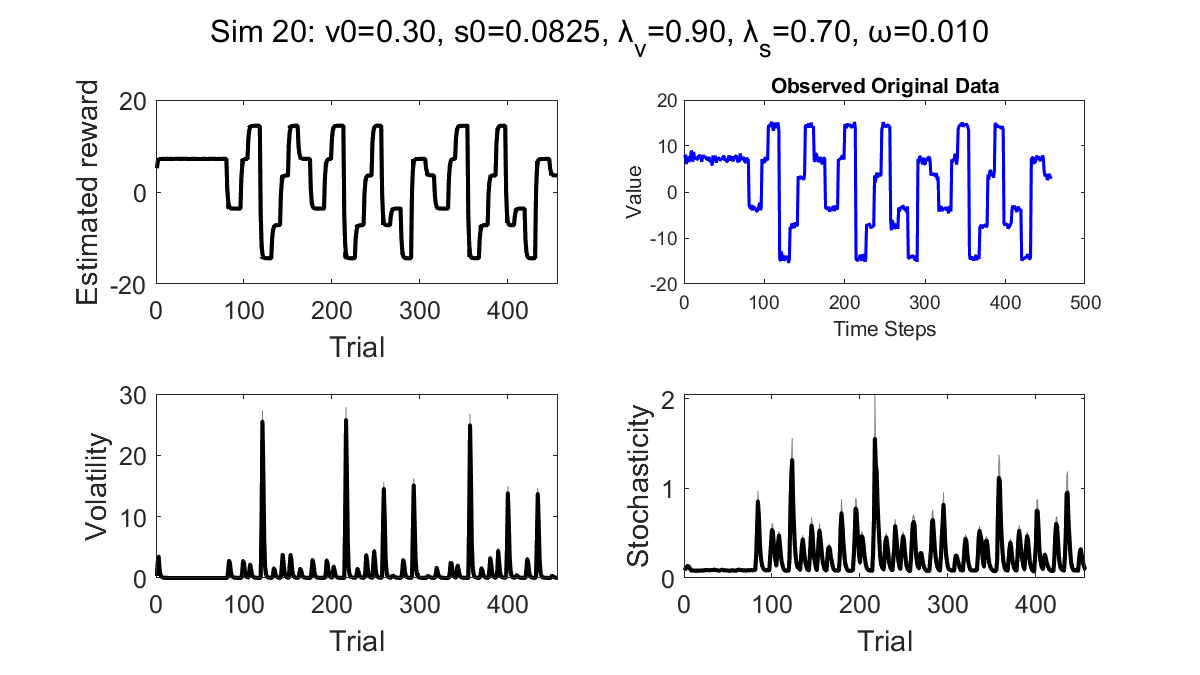 Sim 20: v0=0.30, s0=0.0825, λ_v=0.90, λ_s=0.70, ω=0.010
Estimated reward
20
0
-20
0 100 200 300 400
Trial
Observed Original Data
Value
20
10
0
-10
-20
0 100 200 300 400 500
Time Steps
Volatility
30
20
10
0
0 100 200 300 400
Trial
Stochasticity
2
1
0
0 100 200 300 400
Trial